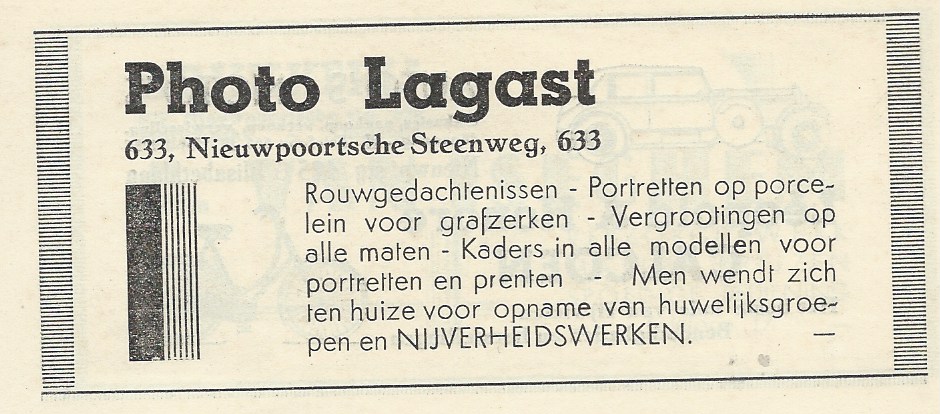 Photo Lagast
633, Nieuwpoortsche Steenweg, 633
Rouwgedachtenissen - Portretten op porce-
lein voor grafzerken - Vergrootingen op
alle maten - Kaders in alle modellen voor
portretten en prenten - Men wendt zich
ten huize voor opname van huwelijksgroe-
pen en NIJVERHEIDSWERKEN. —